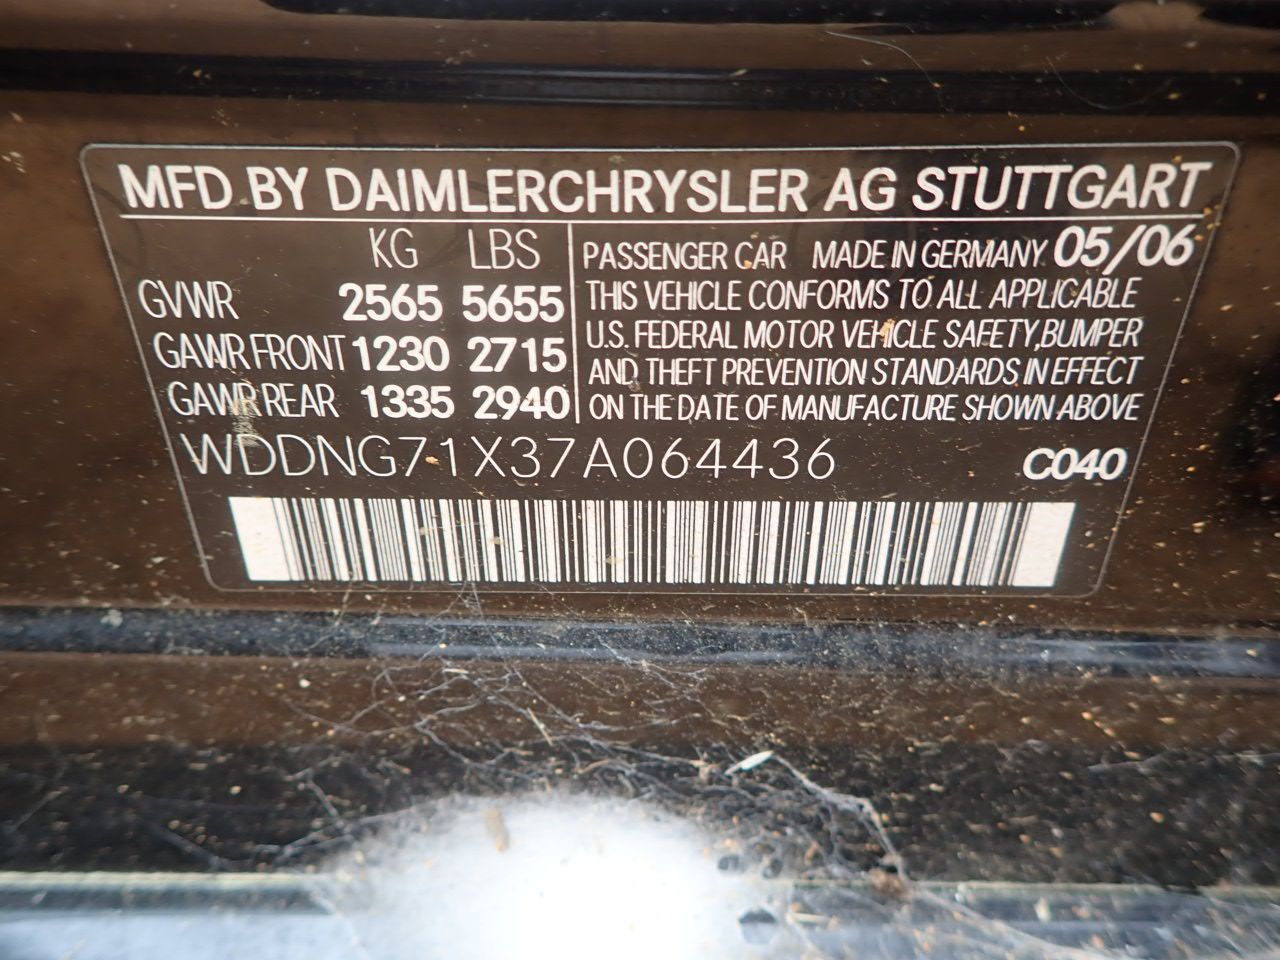 MFD BY DAIMLERCHRYSLER AG STUTTGART
KG LBS
GVWR 2565 5655
GAWR FRONT 1230 2715
GAWR REAR 1335 2940
PASSENGER CAR MADE IN GERMANY 05/06
THIS VEHICLE CONFORMS TO ALL APPLICABLE
U.S. FEDERAL MOTOR VEHICLE SAFETY, BUMPER
AND THEFT PREVENTION STANDARDS IN EFFECT
ON THE DATE OF MANUFACTURE SHOWN ABOVE
WDDNG71X37A064436 C040